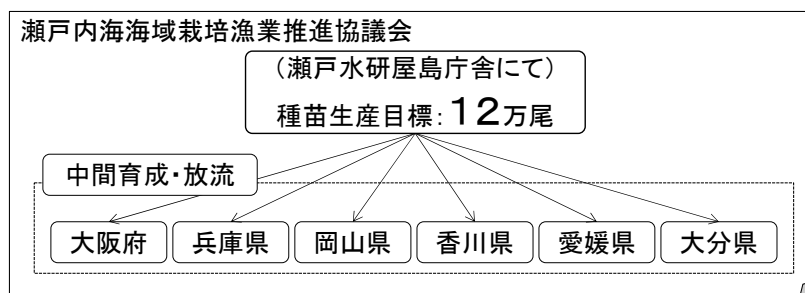 瀬戸内海海域栽培漁業推進協議会
（瀬戸水研屋島庁舎にて）
種苗生産目標：１２万尾
中間育成・放流
大阪府 兵庫県 岡山県 香川県 愛媛県 大分県